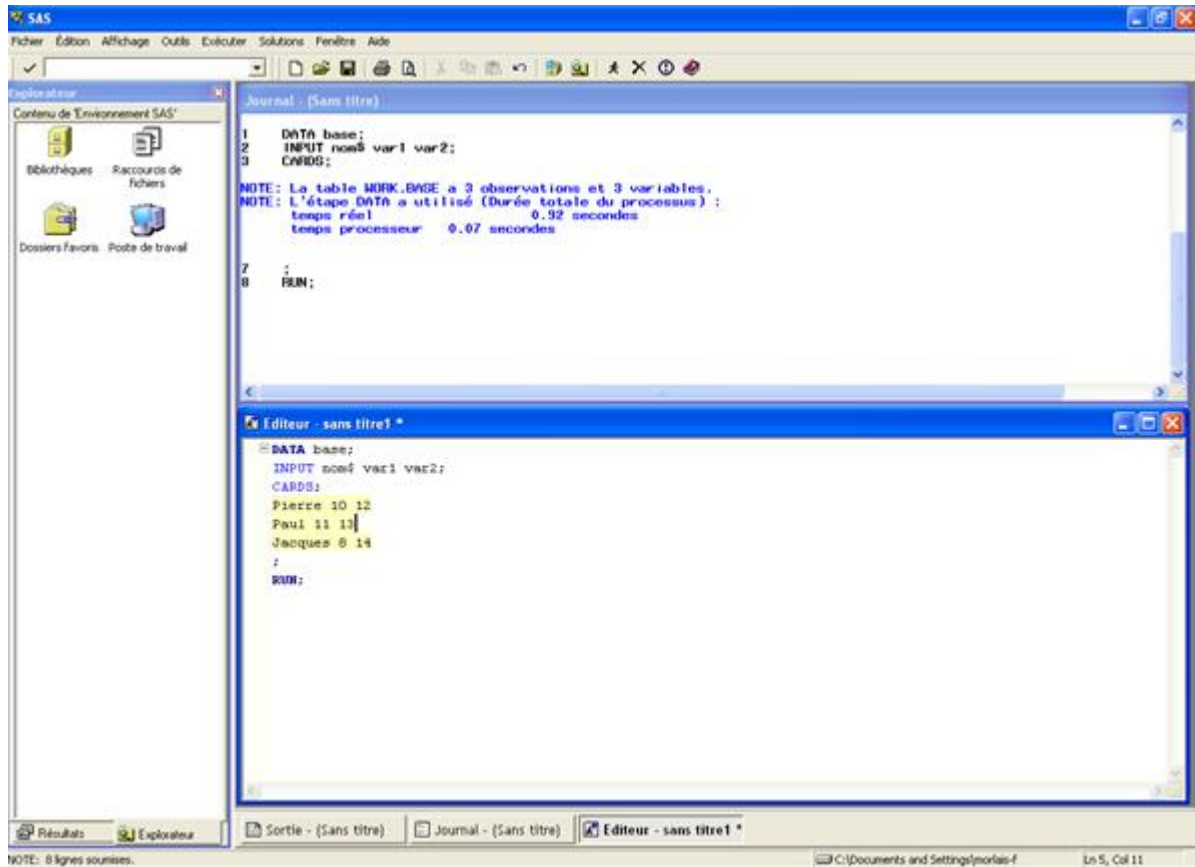 SAS
Fichier Édition Affichage Outils Exécuter Solutions Fenêtre Aide
Explorateur
Contenu de 'Environnement SAS'
Bibliothèques
Raccourcis de fichiers
Dossiers favoris
Poste de travail
Journal - (Sans titre)
1 DATA base;
2 INPUT nom$ var1 var2;
3 CARDS;
NOTE: La table WORK.BASE a 3 observations et 3 variables.
NOTE: L'étape DATA a utilisé (Durée totale du processus) :
temps réel 0.92 secondes
temps processeur 0.07 secondes
7 ;
8 RUN;
Editeur - sans titre1 *
DATA base;
INPUT nom$ var1 var2;
CARDS;
Pierre 10 12
Paul 11 13
Jacques 8 14
;
RUN;
Résultats
Explorateur
Sortie - (Sans titre)
Journal - (Sans titre)
Editeur - sans titre1 *
NOTE: 8 lignes soumises.
C:\Documents and Settings\morlais-f
Ln 5, Col 11